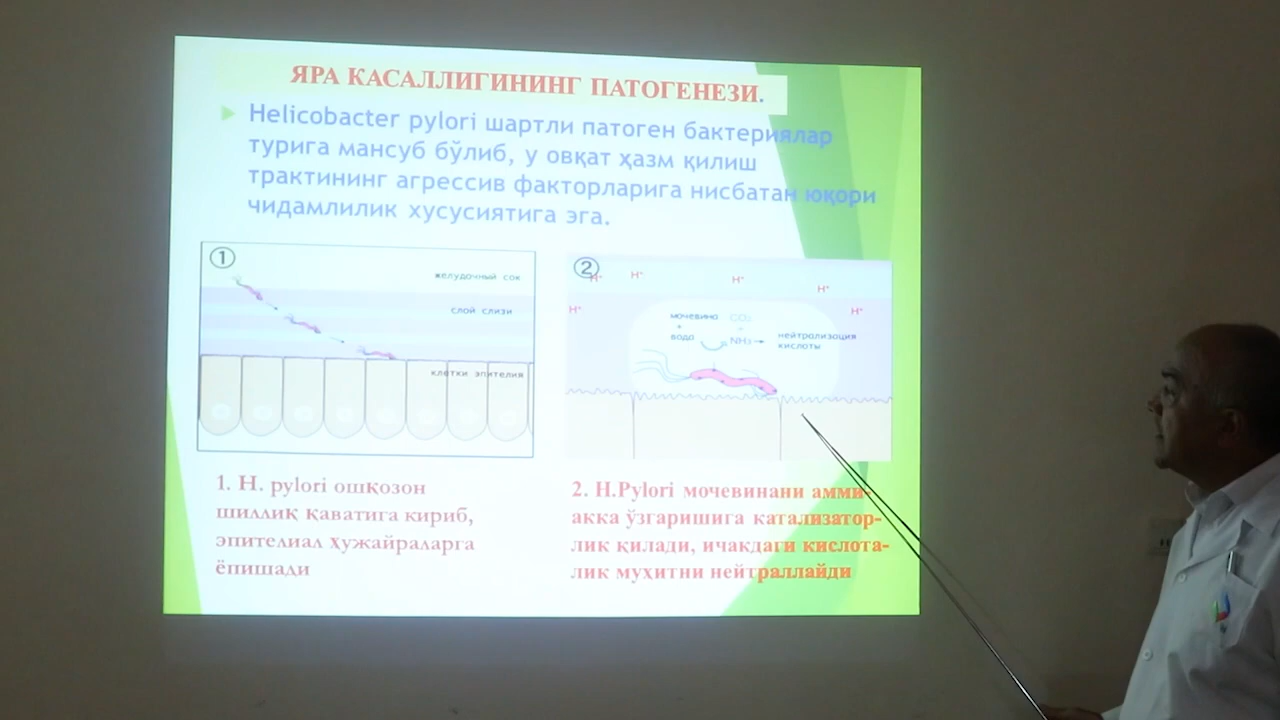 ЯРА КАСАЛЛИГИНИНГ ПАТОГЕНЕЗИ.
Helicobacter pylori шартли патоген бактериялар
турига мансуб бўлиб, у овқат ҳазм қилиш
трактининг агрессив факторларига нисбатан юқори
чидамлилик хусусиятига эга.
1
желудочный сок
слой слизи
клетки эпителия
2
H⁺ H⁺ H⁺ H⁺
H⁺ H⁺
мочевина CO₂
+ +
вода NH₃
нейтрализация
кислоты
1. H. pylori ошқозон
шиллиқ қаватига кириб,
эпителиал ҳужайраларга
ёпишади
2. H.Pylori мочевинани амми-
акка ўзгаришига катализатор-
лик қилади, ичакдаги кислота-
лик муҳитни нейтраллайди